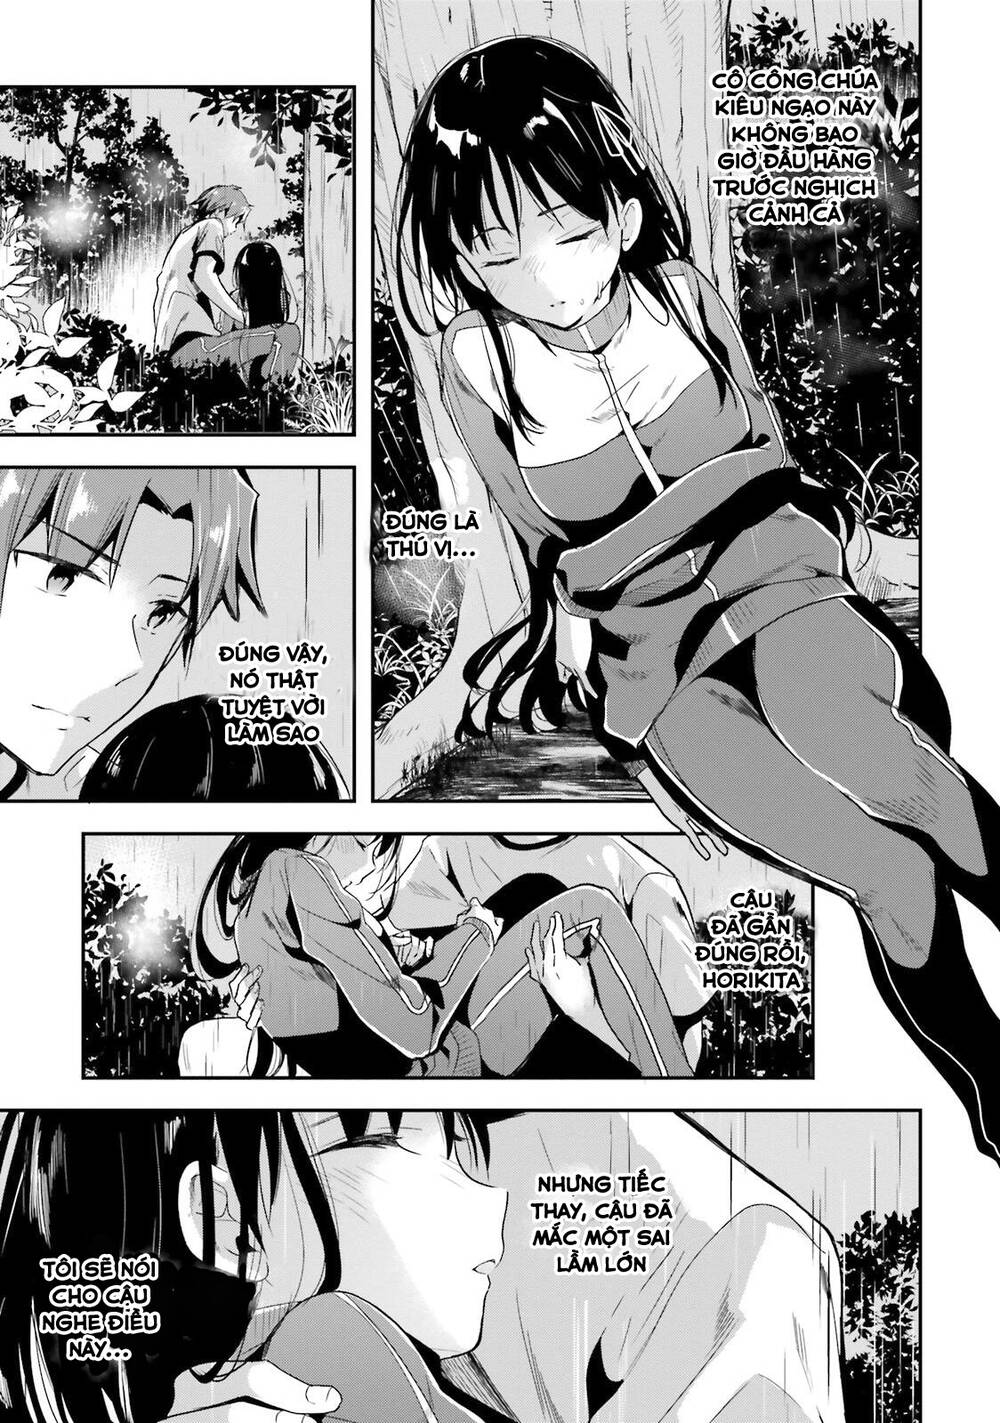 CÔ CÔNG CHÚA
KIÊU NGẠO NÀY
KHÔNG BAO
GIỜ ĐẦU HÀNG
TRƯỚC NGHỊCH
CẢNH CẢ
ĐÚNG LÀ
THÚ VỊ...
ĐÚNG VẬY,
NÓ THẬT
TUYỆT VỜI
LÀM SAO
CẬU
ĐÃ GẦN
ĐÚNG RỒI,
HORIKITA
NHƯNG TIẾC
THAY, CẬU ĐÃ
MẮC MỘT SAI
LẦM LỚN
TÔI SẼ NÓI
CHO CẬU
NGHE ĐIỀU
NÀY...